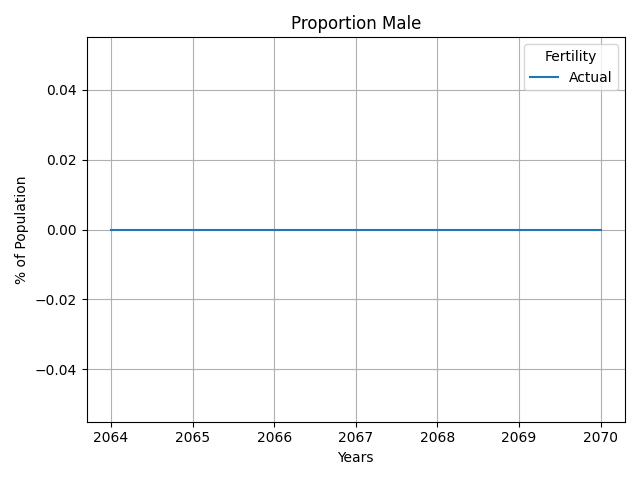 Proportion Male
Fertility
Actual
% of Population
0.04
0.02
0.00
−0.02
−0.04
2064 2065 2066 2067 2068 2069 2070
Years